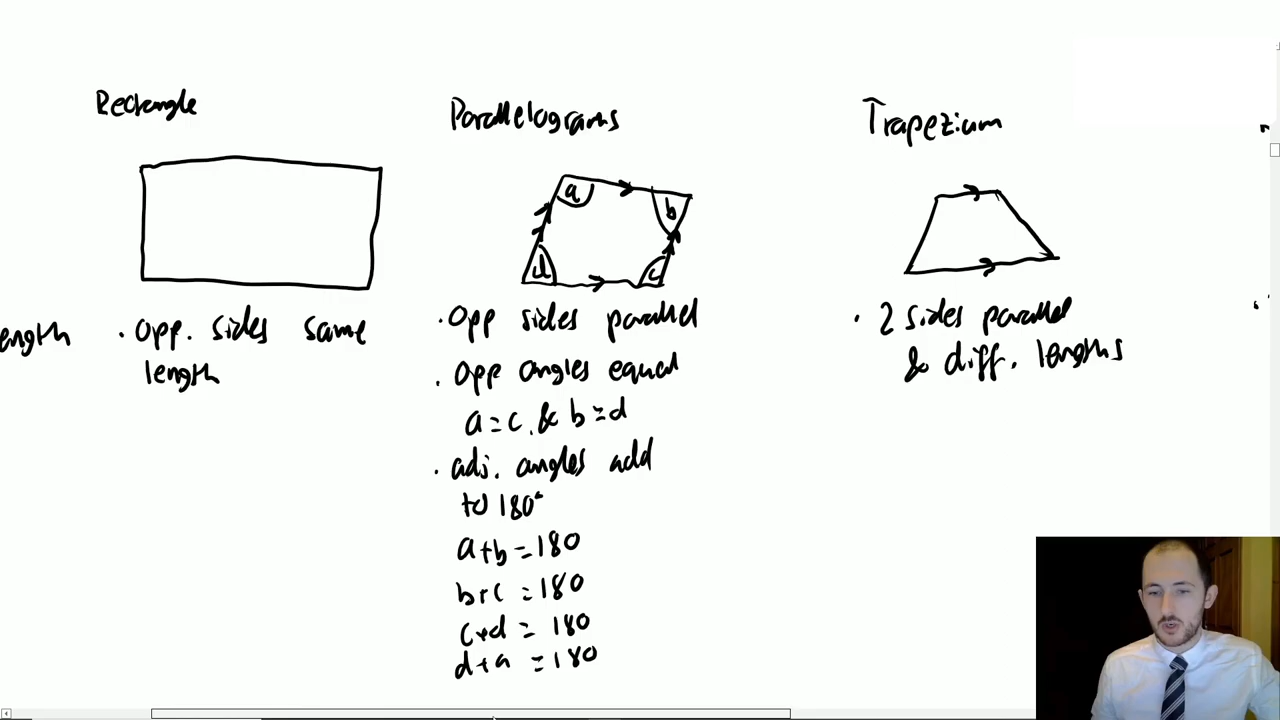 Rectangle
ength
. Opp. sides same
length
Parallelograms
a
b
c
d
. Opp sides parallel
. Opp angles equal
a = c & b = d
. adj. angles add
to 180°
a+b = 180
b+c = 180
c+d = 180
d+a = 180
Trapezium
. 2 sides parallel
& diff. lengths